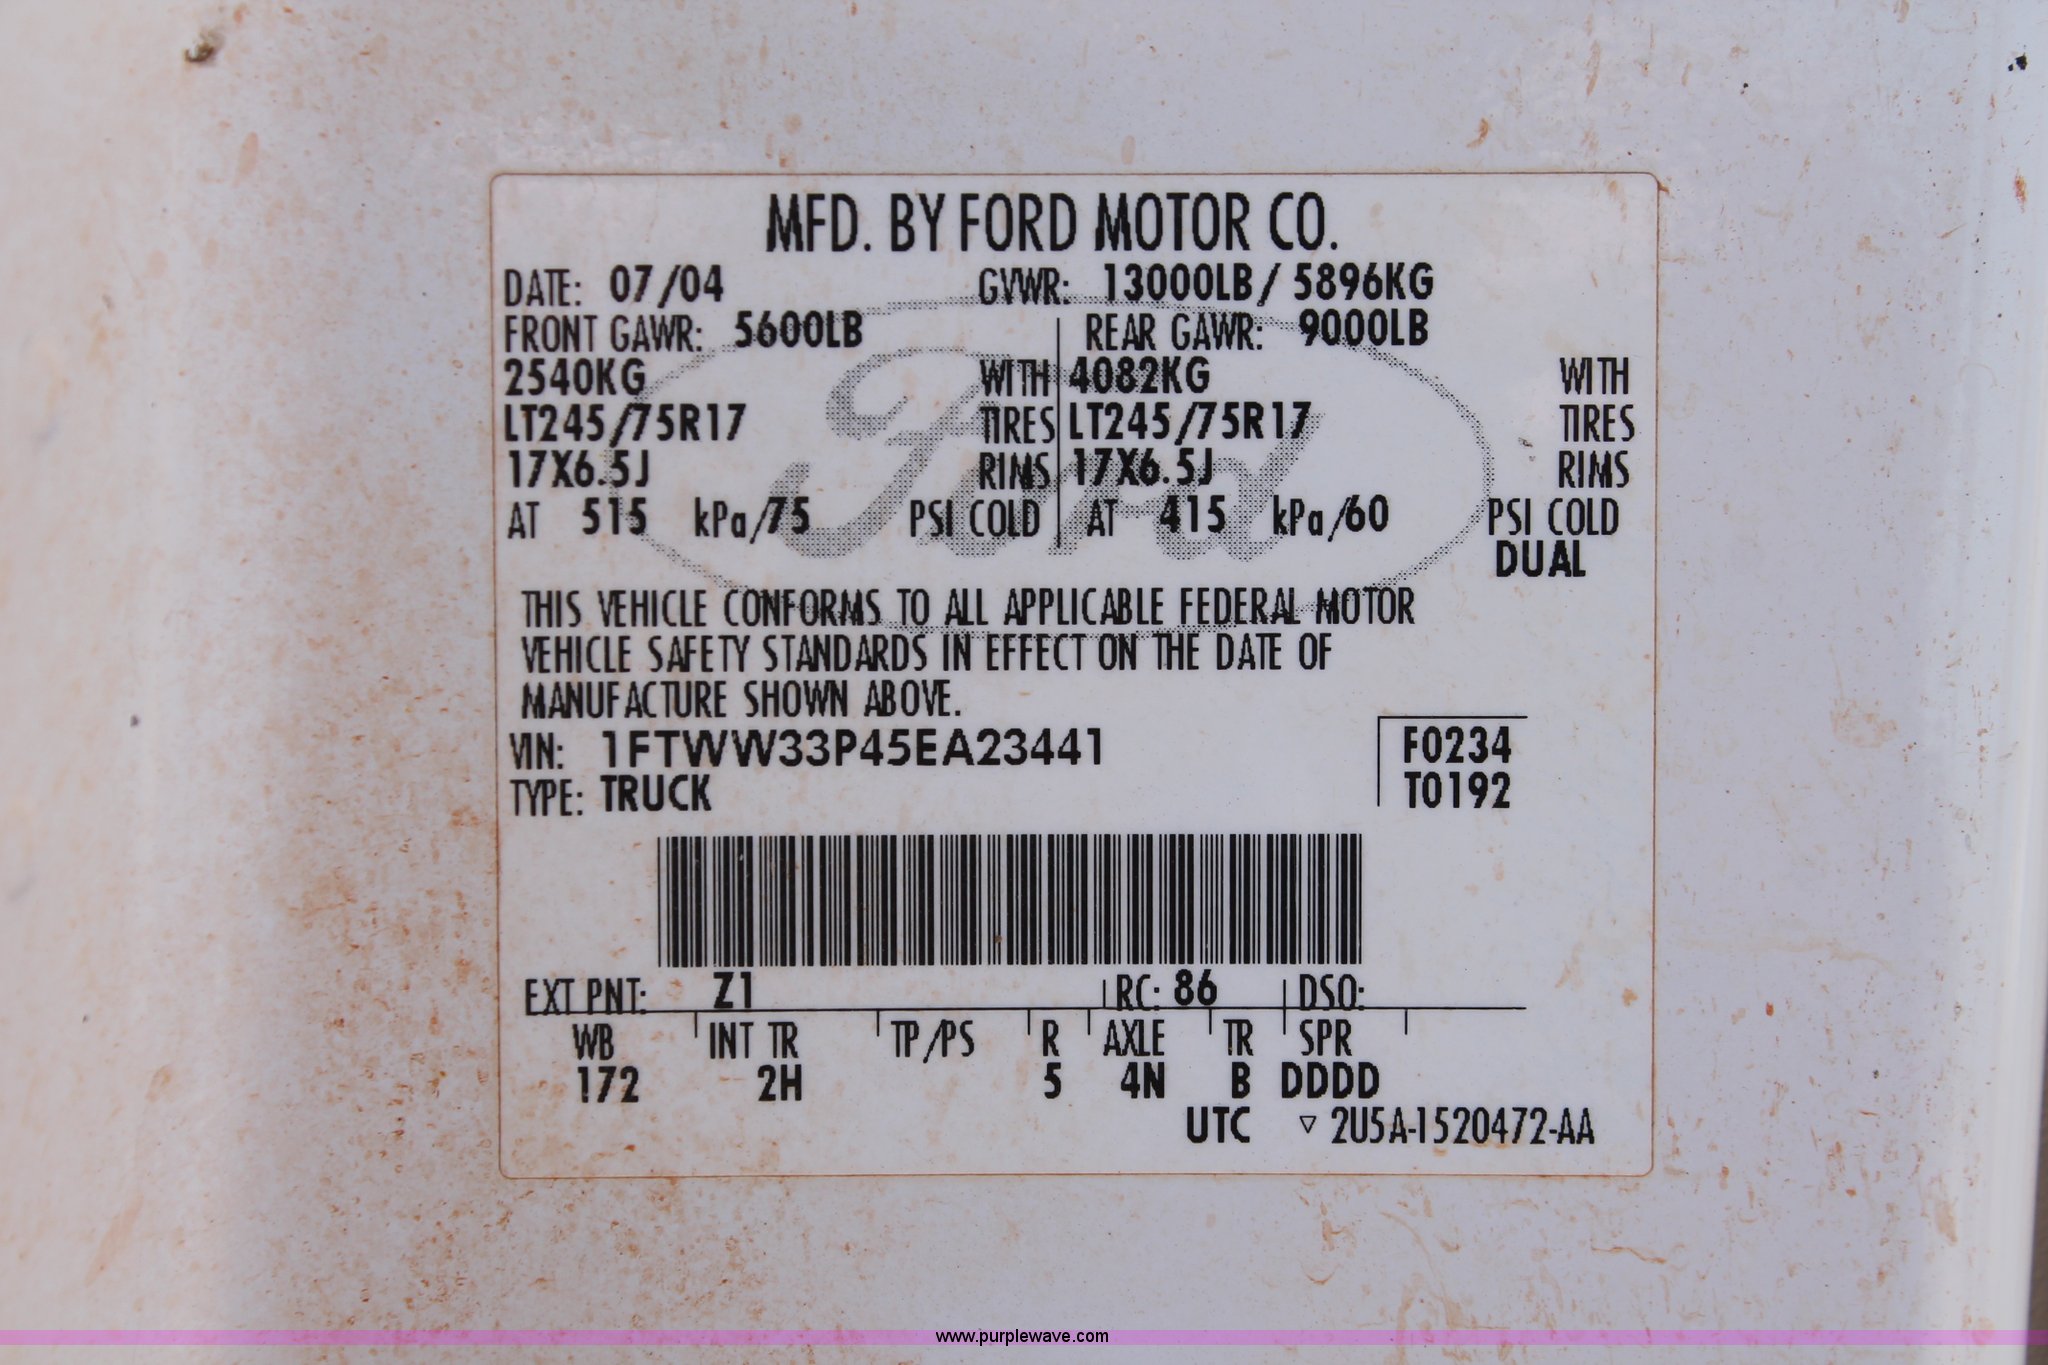 MFD. BY FORD MOTOR CO.
DATE: 07/04 GVWR: 13000LB/ 5896KG
FRONT GAWR: 5600LB REAR GAWR: 9000LB
2540KG WITH 4082KG WITH
LT245/75R17 TIRES LT245/75R17 TIRES
17X6.5J RIMS 17X6.5J RIMS
AT 515 kPa/75 PSI COLD AT 415 kPa/60 PSI COLD
DUAL
Ford
THIS VEHICLE CONFORMS TO ALL APPLICABLE FEDERAL MOTOR
VEHICLE SAFETY STANDARDS IN EFFECT ON THE DATE OF
MANUFACTURE SHOWN ABOVE.
VIN: 1FTWW33P45EA23441 F0234
TYPE: TRUCK T0192
EXT PNT: Z1 RC: 86 DSO:
WB INT TR TP/PS R AXLE TR SPR
172 2H 5 4N B DDDD
UTC ▽ 2U5A-1520472-AA
www.purplewave.com